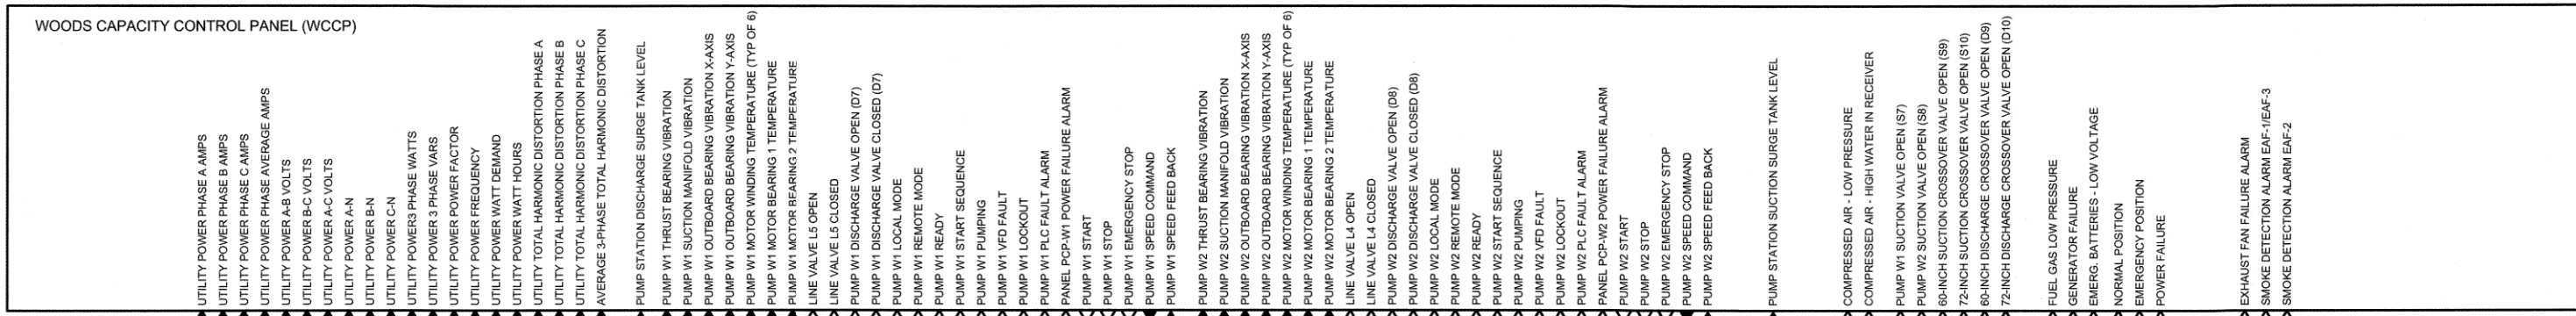 WOODS CAPACITY CONTROL PANEL (WCCP)
UTILITY POWER PHASE A AMPS
UTILITY POWER PHASE B AMPS
UTILITY POWER PHASE C AMPS
UTILITY POWER PHASE AVERAGE AMPS
UTILITY POWER A-B VOLTS
UTILITY POWER B-C VOLTS
UTILITY POWER A-C VOLTS
UTILITY POWER A-N
UTILITY POWER B-N
UTILITY POWER C-N
UTILITY POWER3 PHASE WATTS
UTILITY POWER 3 PHASE VARS
UTILITY POWER POWER FACTOR
UTILITY POWER FREQUENCY
UTILITY POWER WATT DEMAND
UTILITY POWER WATT HOURS
UTILITY TOTAL HARMONIC DISTORTION PHASE A
UTILITY TOTAL HARMONIC DISTORTION PHASE B
UTILITY TOTAL HARMONIC DISTORTION PHASE C
AVERAGE 3-PHASE TOTAL HARMONIC DISTORTION
PUMP STATION DISCHARGE SURGE TANK LEVEL
PUMP W1 THRUST BEARING VIBRATION
PUMP W1 SUCTION MANIFOLD VIBRATION
PUMP W1 OUTBOARD BEARING VIBRATION X-AXIS
PUMP W1 OUTBOARD BEARING VIBRATION Y-AXIS
PUMP W1 MOTOR WINDING TEMPERATURE (TYP OF 6)
PUMP W1 MOTOR BEARING 1 TEMPERATURE
PUMP W1 MOTOR BEARING 2 TEMPERATURE
LINE VALVE L5 OPEN
LINE VALVE L5 CLOSED
PUMP W1 DISCHARGE VALVE OPEN (D7)
PUMP W1 DISCHARGE VALVE CLOSED (D7)
PUMP W1 LOCAL MODE
PUMP W1 REMOTE MODE
PUMP W1 READY
PUMP W1 START SEQUENCE
PUMP W1 PUMPING
PUMP W1 VFD FAULT
PUMP W1 LOCKOUT
PUMP W1 PLC FAULT ALARM
PANEL PCP-W1 POWER FAILURE ALARM
PUMP W1 START
PUMP W1 STOP
PUMP W1 EMERGENCY STOP
PUMP W1 SPEED COMMAND
PUMP W1 SPEED FEED BACK
PUMP W2 THRUST BEARING VIBRATION
PUMP W2 SUCTION MANIFOLD VIBRATION
PUMP W2 OUTBOARD BEARING VIBRATION X-AXIS
PUMP W2 OUTBOARD BEARING VIBRATION Y-AXIS
PUMP W2 MOTOR WINDING TEMPERATURE (TYP OF 6)
PUMP W2 MOTOR BEARING 1 TEMPERATURE
PUMP W2 MOTOR BEARING 2 TEMPERATURE
LINE VALVE L4 OPEN
LINE VALVE L4 CLOSED
PUMP W2 DISCHARGE VALVE OPEN (D8)
PUMP W2 DISCHARGE VALVE CLOSED (D8)
PUMP W2 LOCAL MODE
PUMP W2 REMOTE MODE
PUMP W2 READY
PUMP W2 START SEQUENCE
PUMP W2 PUMPING
PUMP W2 VFD FAULT
PUMP W2 LOCKOUT
PUMP W2 PLC FAULT ALARM
PANEL PCP-W2 POWER FAILURE ALARM
PUMP W2 START
PUMP W2 STOP
PUMP W2 EMERGENCY STOP
PUMP W2 SPEED COMMAND
PUMP W2 SPEED FEED BACK
PUMP STATION SUCTION SURGE TANK LEVEL
COMPRESSED AIR - LOW PRESSURE
COMPRESSED AIR - HIGH WATER IN RECEIVER
PUMP W1 SUCTION VALVE OPEN (S7)
PUMP W2 SUCTION VALVE OPEN (S8)
60-INCH SUCTION CROSSOVER VALVE OPEN (S9)
72-INCH SUCTION CROSSOVER VALVE OPEN (S10)
60-INCH DISCHARGE CROSSOVER VALVE OPEN (D9)
72-INCH DISCHARGE CROSSOVER VALVE OPEN (D10)
FUEL GAS LOW PRESSURE
GENERATOR FAILURE
EMERG. BATTERIES - LOW VOLTAGE
NORMAL POSITION
EMERGENCY POSITION
POWER FAILURE
EXHAUST FAN FAILURE ALARM
SMOKE DETECTION ALARM EAF-1/EAF-3
SMOKE DETECTION ALARM EAF-2